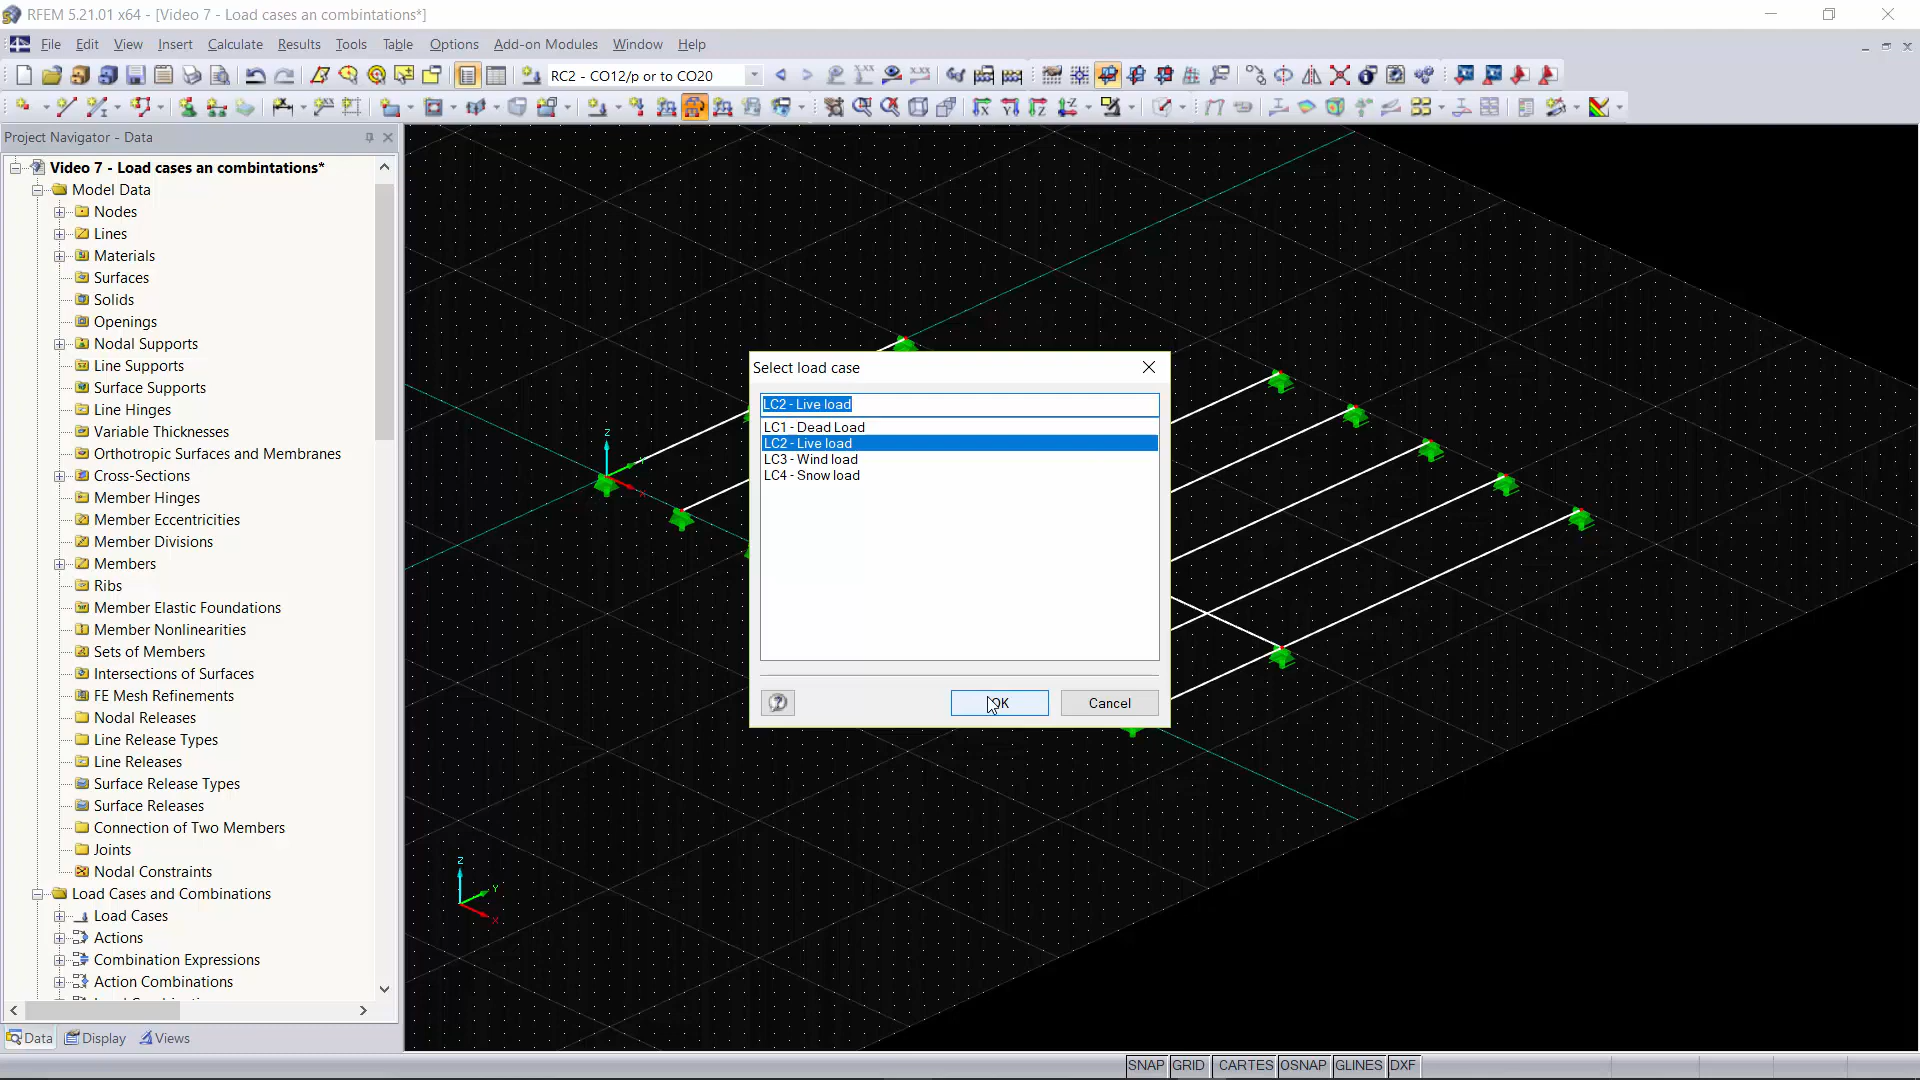 RFEM 5.21.01 x64 - [Video 7 - Load cases an combintations*]
File Edit View Insert Calculate Results Tools Table Options Add-on Modules Window Help
RC2 - CO12/p or to CO20
Project Navigator - Data
Video 7 - Load cases an combintations*
Model Data
Nodes
Lines
Materials
Surfaces
Solids
Openings
Nodal Supports
Line Supports
Surface Supports
Line Hinges
Variable Thicknesses
Orthotropic Surfaces and Membranes
Cross-Sections
Member Hinges
Member Eccentricities
Member Divisions
Members
Ribs
Member Elastic Foundations
Member Nonlinearities
Sets of Members
Intersections of Surfaces
FE Mesh Refinements
Nodal Releases
Line Release Types
Line Releases
Surface Release Types
Surface Releases
Connection of Two Members
Joints
Nodal Constraints
Load Cases and Combinations
Load Cases
Actions
Combination Expressions
Action Combinations
Data Display Views
Select load case
LC2 - Live load
LC1 - Dead Load
LC2 - Live load
LC3 - Wind load
LC4 - Snow load
OK Cancel
Z
X
Z
Y
X
SNAP GRID CARTES OSNAP GLINES DXF